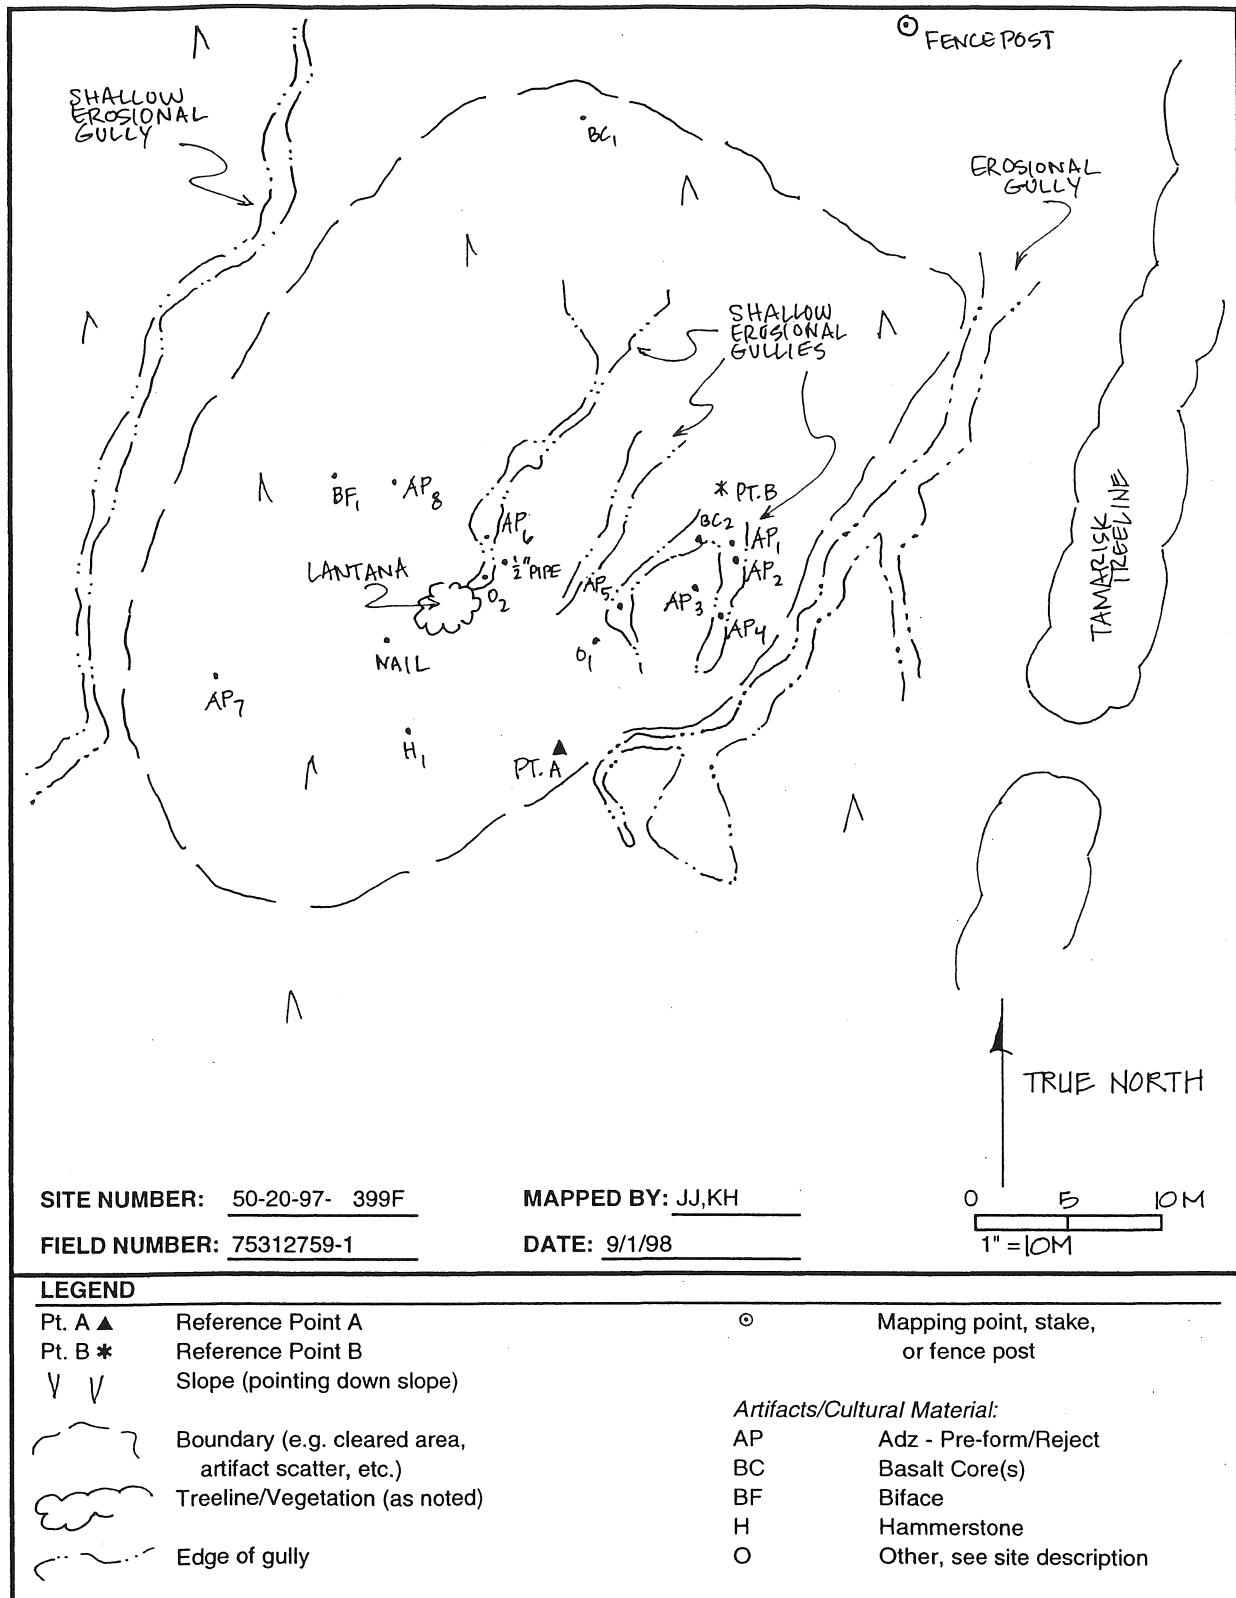 FENCEPOST
SHALLOW
EROSIONAL
GULLY
BC1
EROSIONAL
GULLY
SHALLOW
EROSIONAL
GULLIES
BF1
AP8
PT. B
AP6
BC2
AP1
1/2" PIPE
AP2
LANTANA
O2
AP5
AP3
AP4
TAMARISK
TREELINE
NAIL
O1
AP7
H1
PT. A
TRUE NORTH
SITE NUMBER: 50-20-97- 399F
MAPPED BY: JJ,KH
0 5 10M
FIELD NUMBER: 75312759-1
DATE: 9/1/98
1" = 10M
LEGEND
Pt. A ▲ Reference Point A
Pt. B * Reference Point B
Slope (pointing down slope)
Boundary (e.g. cleared area,
artifact scatter, etc.)
Treeline/Vegetation (as noted)
Edge of gully
Mapping point, stake,
or fence post
Artifacts/Cultural Material:
AP Adz - Pre-form/Reject
BC Basalt Core(s)
BF Biface
H Hammerstone
O Other, see site description